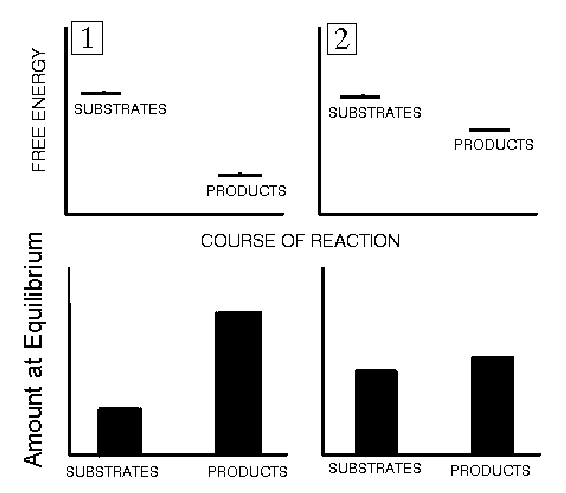 1
2
FREE ENERGY
SUBSTRATES
PRODUCTS
SUBSTRATES
PRODUCTS
COURSE OF REACTION
Amount at Equilibrium
SUBSTRATES
PRODUCTS
SUBSTRATES
PRODUCTS